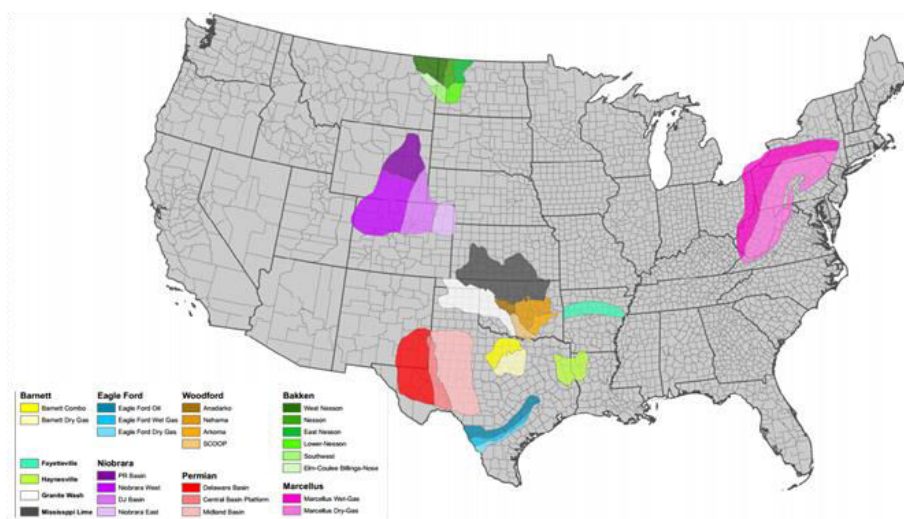 Barnett
Barnett Combo
Barnett Dry Gas
Eagle Ford
Eagle Ford Oil
Eagle Ford Wet Gas
Eagle Ford Dry Gas
Woodford
Anadarko
Nehama
Arkoma
SCOOP
Bakken
West Nesson
Nesson
East Nesson
Lower-Nesson
Southwest
Elm-Coulee Billings-Nose
Fayetteville
Haynesville
Granite Wash
Mississppi Lime
Niobrara
PR Basin
Niobrara West
DJ Basin
Niobrara East
Permian
Delaware Basin
Central Basin Platform
Midland Basin
Marcellus
Marcellus Wet-Gas
Marcellus Dry-Gas